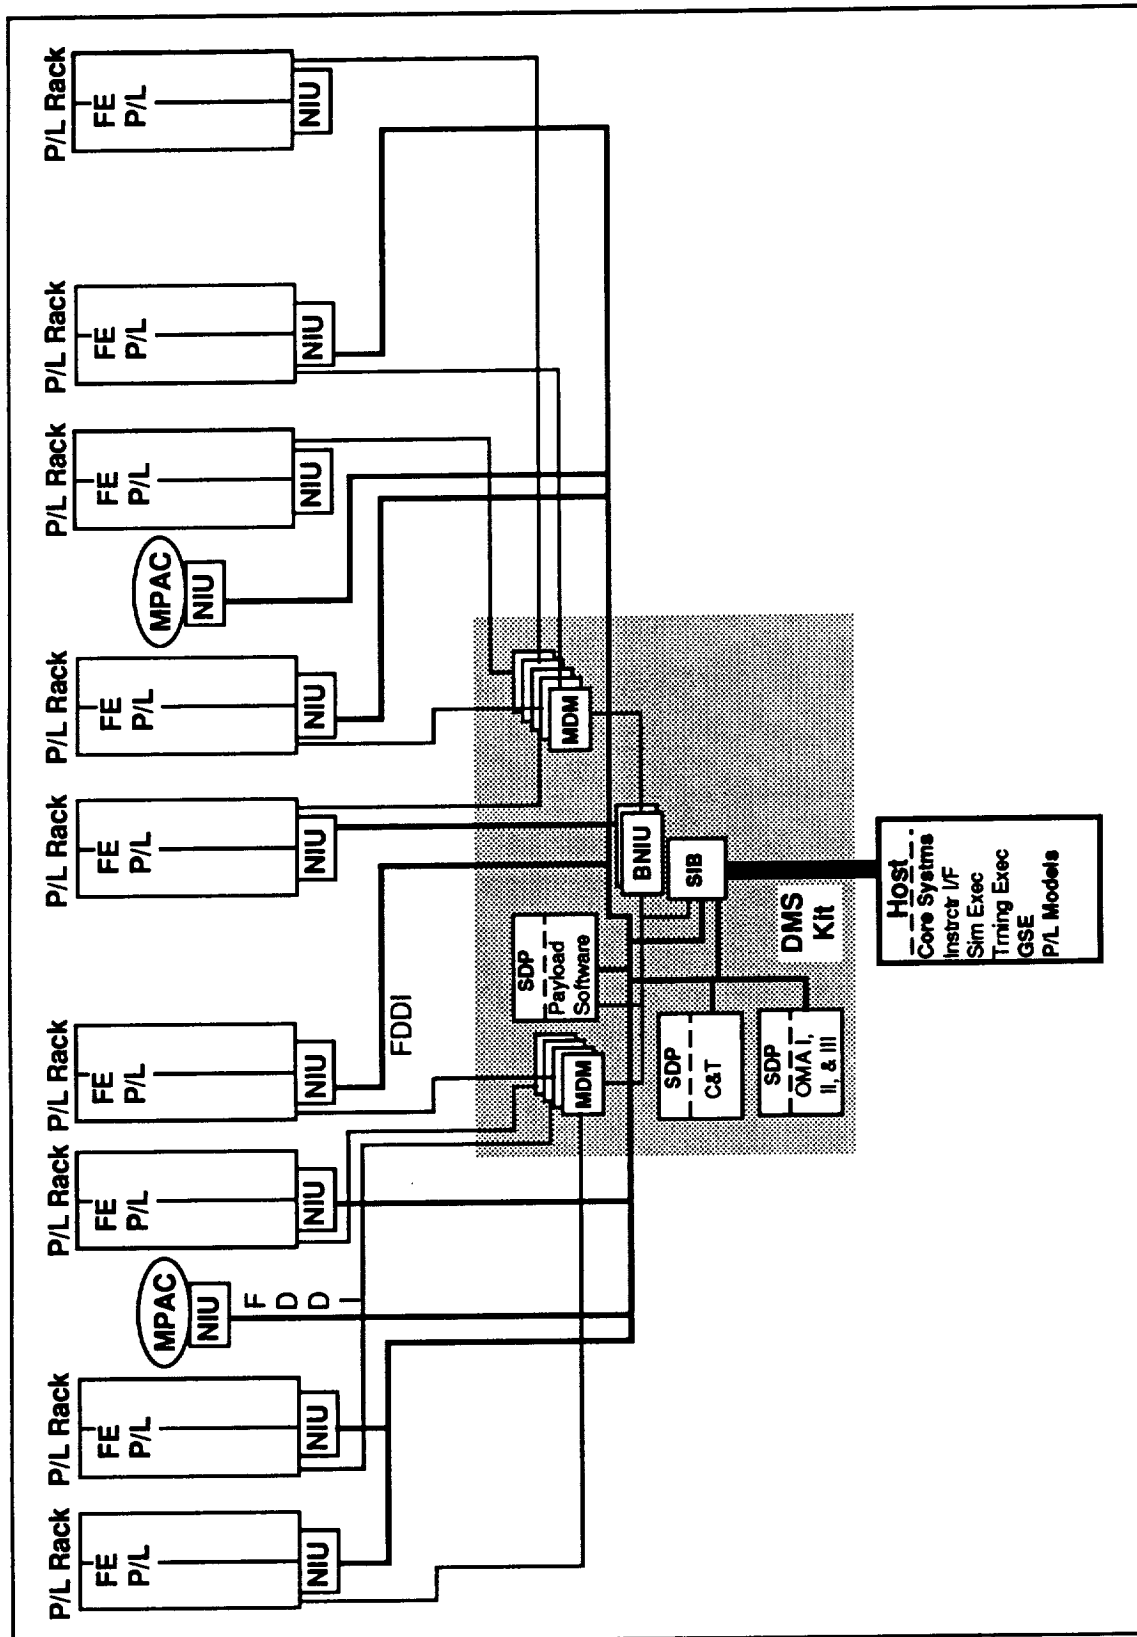 P/L Rack
FE
P/L
NIU
P/L Rack
FE
P/L
NIU
MPAC
NIU
F
D
D
I
P/L Rack
FE
P/L
NIU
P/L Rack
FE
P/L
NIU
FDDI
P/L Rack
FE
P/L
NIU
P/L Rack
FE
P/L
NIU
MPAC
NIU
P/L Rack
FE
P/L
NIU
P/L Rack
FE
P/L
NIU
P/L Rack
FE
P/L
NIU
MDM
SDP
Payload
Software
MDM
BNIU
SIB
SDP
C&T
SDP
OMA I,
II, & III
DMS
Kit
Host
Core Systms
Instrctr I/F
Sim Exec
Trning Exec
GSE
P/L Models